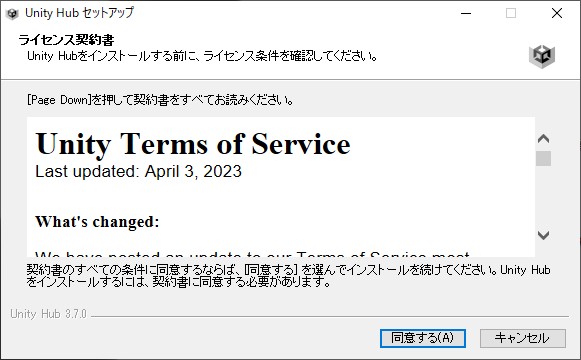 Unity Hub セットアップ
ライセンス契約書
Unity Hubをインストールする前に、ライセンス条件を確認してください。
[Page Down]を押して契約書をすべてお読みください。
Unity Terms of Service
Last updated: April 3, 2023
What's changed:
We have posted an update to our Terms of Service most
契約書のすべての条件に同意するならば、[同意する] を選んでインストールを続けてください。Unity Hub
をインストールするには、契約書に同意する必要があります。
Unity Hub 3.7.0
同意する(A)
キャンセル